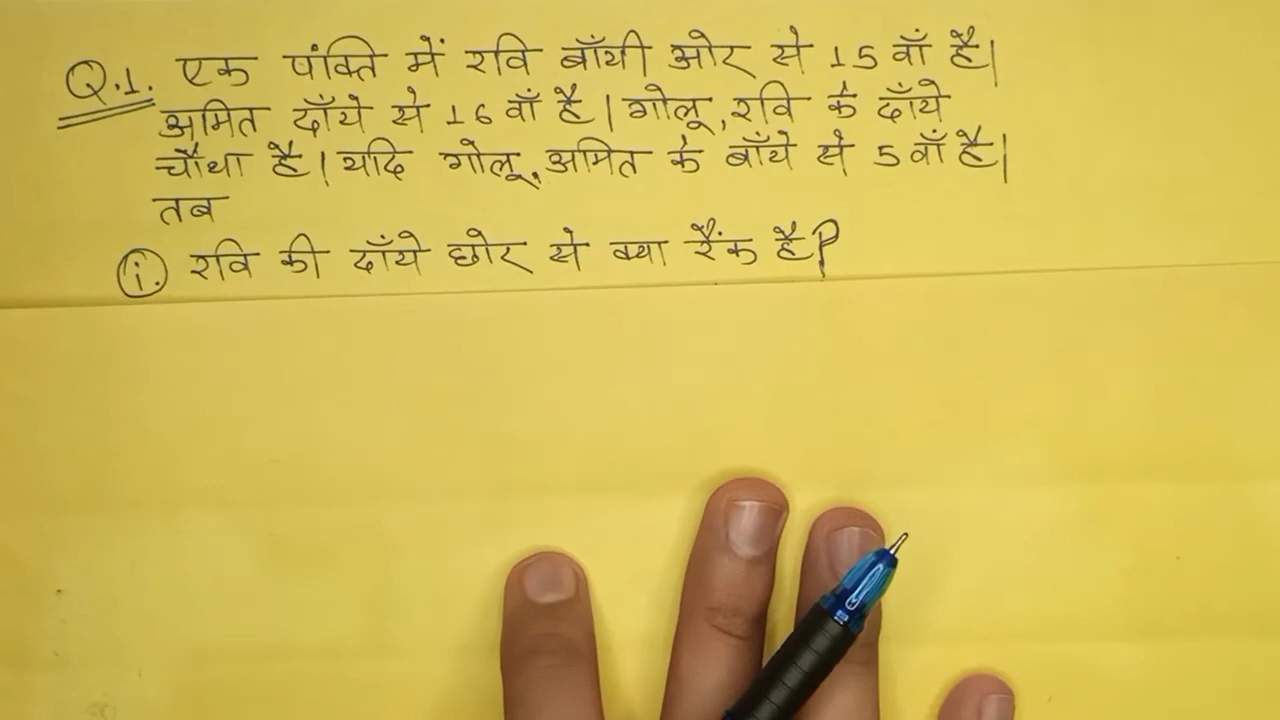 Q.1. एक पंक्ति में रवि बाँयी ओर से 15 वाँ है।
अमित दाँये से 16 वाँ है। गोलू, रवि के दाँये
चौथा है। यदि गोलू, अमित के बाँये से 5 वाँ है।
तब
i. रवि की दाँये छोर से क्या रैंक है?